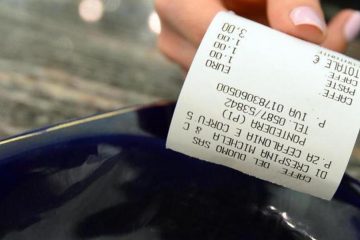 CAFFE' DEL DUOMO SAS
DI CRESPINA MICHELA & C
P.ZA CEFALONIA E CORFU 5
PONTEDERA (PI)
TEL 0587/53842
P. IVA 01783060500
EURO
CAFFE 1.00
PASTE 1.00
TOTALE € 3.00